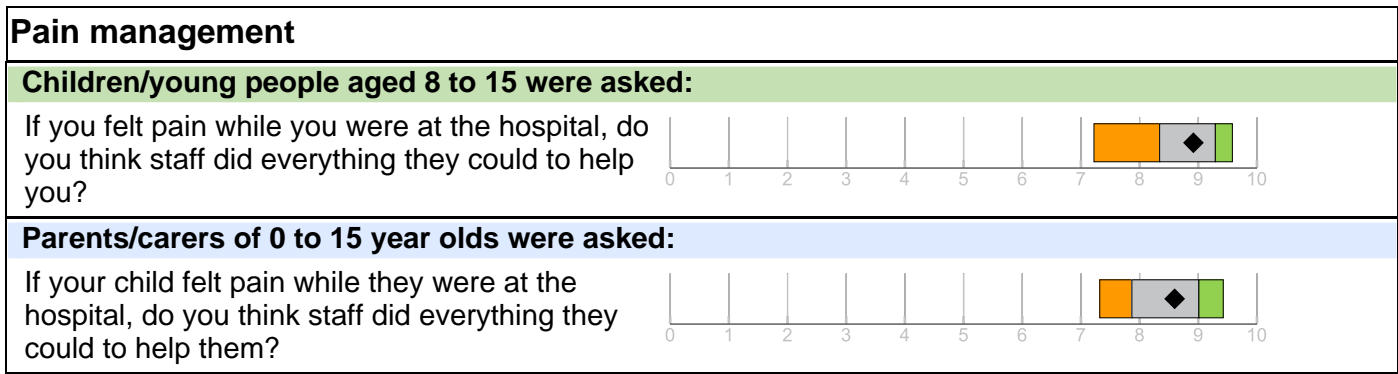 Pain management
Children/young people aged 8 to 15 were asked:
If you felt pain while you were at the hospital, do
you think staff did everything they could to help
you?
0 1 2 3 4 5 6 7 8 9 10
Parents/carers of 0 to 15 year olds were asked:
If your child felt pain while they were at the
hospital, do you think staff did everything they
could to help them?
0 1 2 3 4 5 6 7 8 9 10